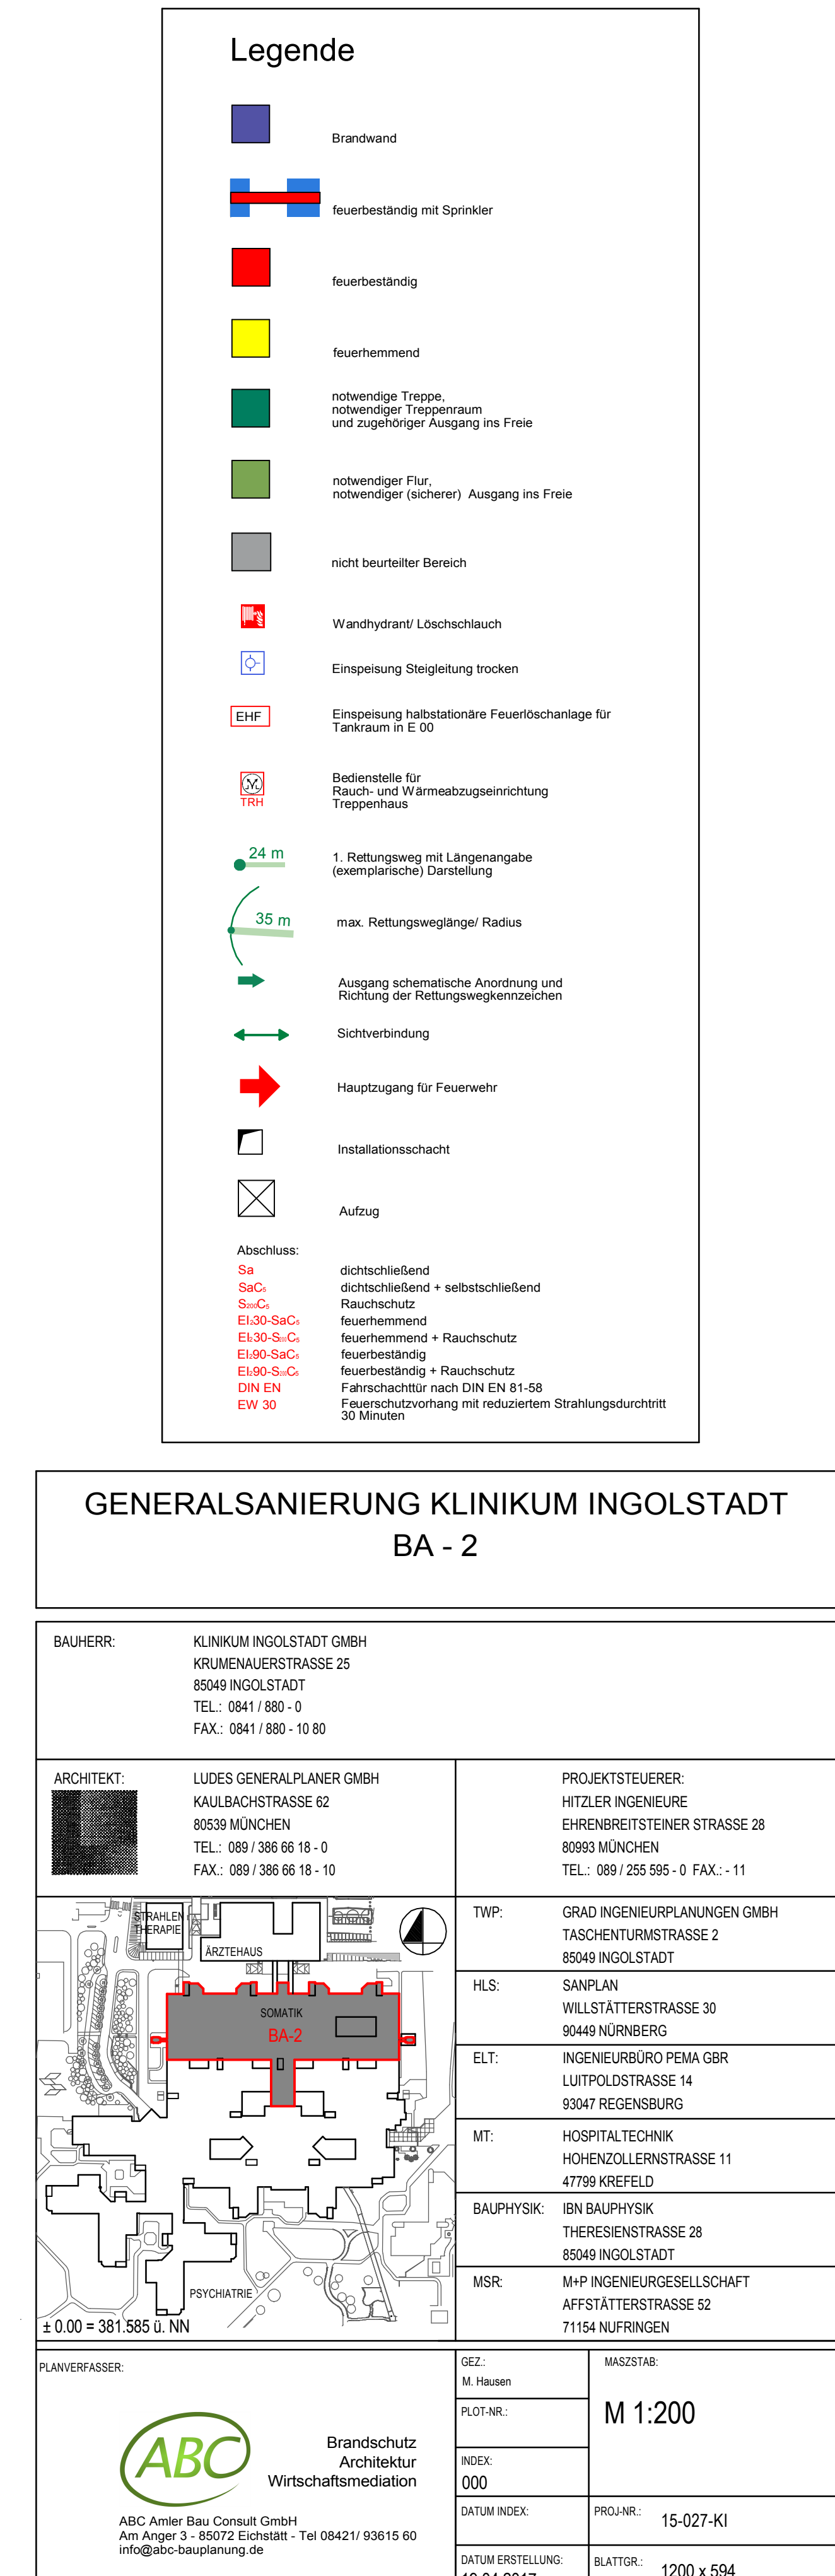 Legende
Brandwand
feuerbeständig mit Sprinkler
feuerbeständig
feuerhemmend
notwendige Treppe,
notwendiger Treppenraum
und zugehöriger Ausgang ins Freie
notwendiger Flur,
notwendiger (sicherer) Ausgang ins Freie
nicht beurteilter Bereich
Wandhydrant/ Löschschlauch
Einspeisung Steigleitung trocken
EHF
Einspeisung halbstationäre Feuerlöschanlage für
Tankraum in E 00
TRH
Bedienstelle für
Rauch- und Wärmeabzugseinrichtung
Treppenhaus
24 m
1. Rettungsweg mit Längenangabe
(exemplarische) Darstellung
35 m
max. Rettungsweglänge/ Radius
Ausgang schematische Anordnung und
Richtung der Rettungswegkennzeichen
Sichtverbindung
Hauptzugang für Feuerwehr
Installationsschacht
Aufzug
Abschluss:
Sa dichtschließend
SaC5 dichtschließend + selbstschließend
S200C5 Rauchschutz
EI230-SaC5 feuerhemmend
EI230-S200C5 feuerhemmend + Rauchschutz
EI290-SaC5 feuerbeständig
EI290-S200C5 feuerbeständig + Rauchschutz
DIN EN Fahrschachttür nach DIN EN 81-58
EW 30 Feuerschutzvorhang mit reduziertem Strahlungsdurchtritt
30 Minuten
GENERALSANIERUNG KLINIKUM INGOLSTADT
BA - 2
BAUHERR: KLINIKUM INGOLSTADT GMBH
KRUMENAUERSTRASSE 25
85049 INGOLSTADT
TEL.: 0841 / 880 - 0
FAX.: 0841 / 880 - 10 80
ARCHITEKT: LUDES GENERALPLANER GMBH
KAULBACHSTRASSE 62
80539 MÜNCHEN
TEL.: 089 / 386 66 18 - 0
FAX.: 089 / 386 66 18 - 10
PROJEKTSTEUERER:
HITZLER INGENIEURE
EHRENBREITSTEINER STRASSE 28
80993 MÜNCHEN
TEL.: 089 / 255 595 - 0 FAX.: - 11
STRAHLEN
THERAPIE
ÄRZTEHAUS
SOMATIK
BA-2
PSYCHIATRIE
± 0.00 = 381.585 ü. NN
TWP: GRAD INGENIEURPLANUNGEN GMBH
TASCHENTURMSTRASSE 2
85049 INGOLSTADT
HLS: SANPLAN
WILLSTÄTTERSTRASSE 30
90449 NÜRNBERG
ELT: INGENIEURBÜRO PEMA GBR
LUITPOLDSTRASSE 14
93047 REGENSBURG
MT: HOSPITALTECHNIK
HOHENZOLLERNSTRASSE 11
47799 KREFELD
BAUPHYSIK: IBN BAUPHYSIK
THERESIENSTRASSE 28
85049 INGOLSTADT
MSR: M+P INGENIEURGESELLSCHAFT
AFFSTÄTTERSTRASSE 52
71154 NUFRINGEN
PLANVERFASSER:
ABC
Brandschutz
Architektur
Wirtschaftsmediation
ABC Amler Bau Consult GmbH
Am Anger 3 - 85072 Eichstätt - Tel 08421/ 93615 60
info@abc-bauplanung.de
GEZ.:
M. Hausen
MASZSTAB:
M 1:200
PLOT-NR.:
INDEX:
000
DATUM INDEX:
PROJ-NR.: 15-027-KI
DATUM ERSTELLUNG:
BLATTGR.: 1200 x 594